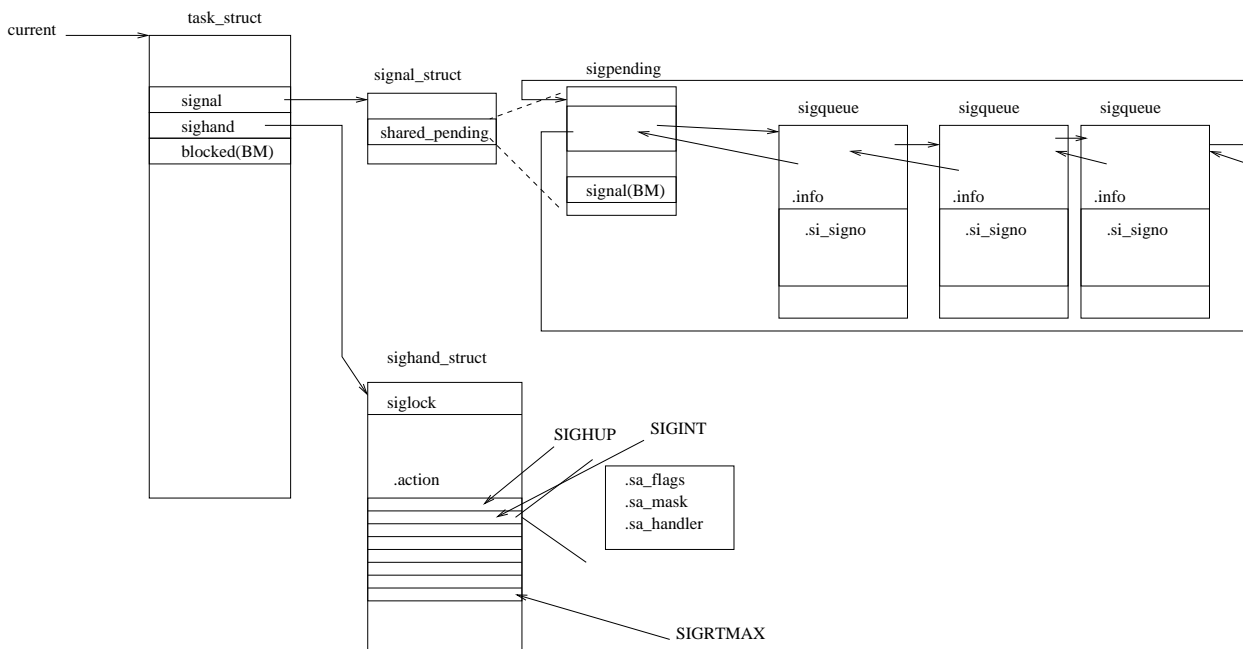 task_struct
current
signal
sighand
blocked(BM)
signal_struct
shared_pending
sigpending
signal(BM)
sigqueue
.info
.si_signo
sigqueue
.info
.si_signo
sigqueue
.info
.si_signo
sighand_struct
siglock
.action
SIGHUP
SIGINT
.sa_flags
.sa_mask
.sa_handler
SIGRTMAX